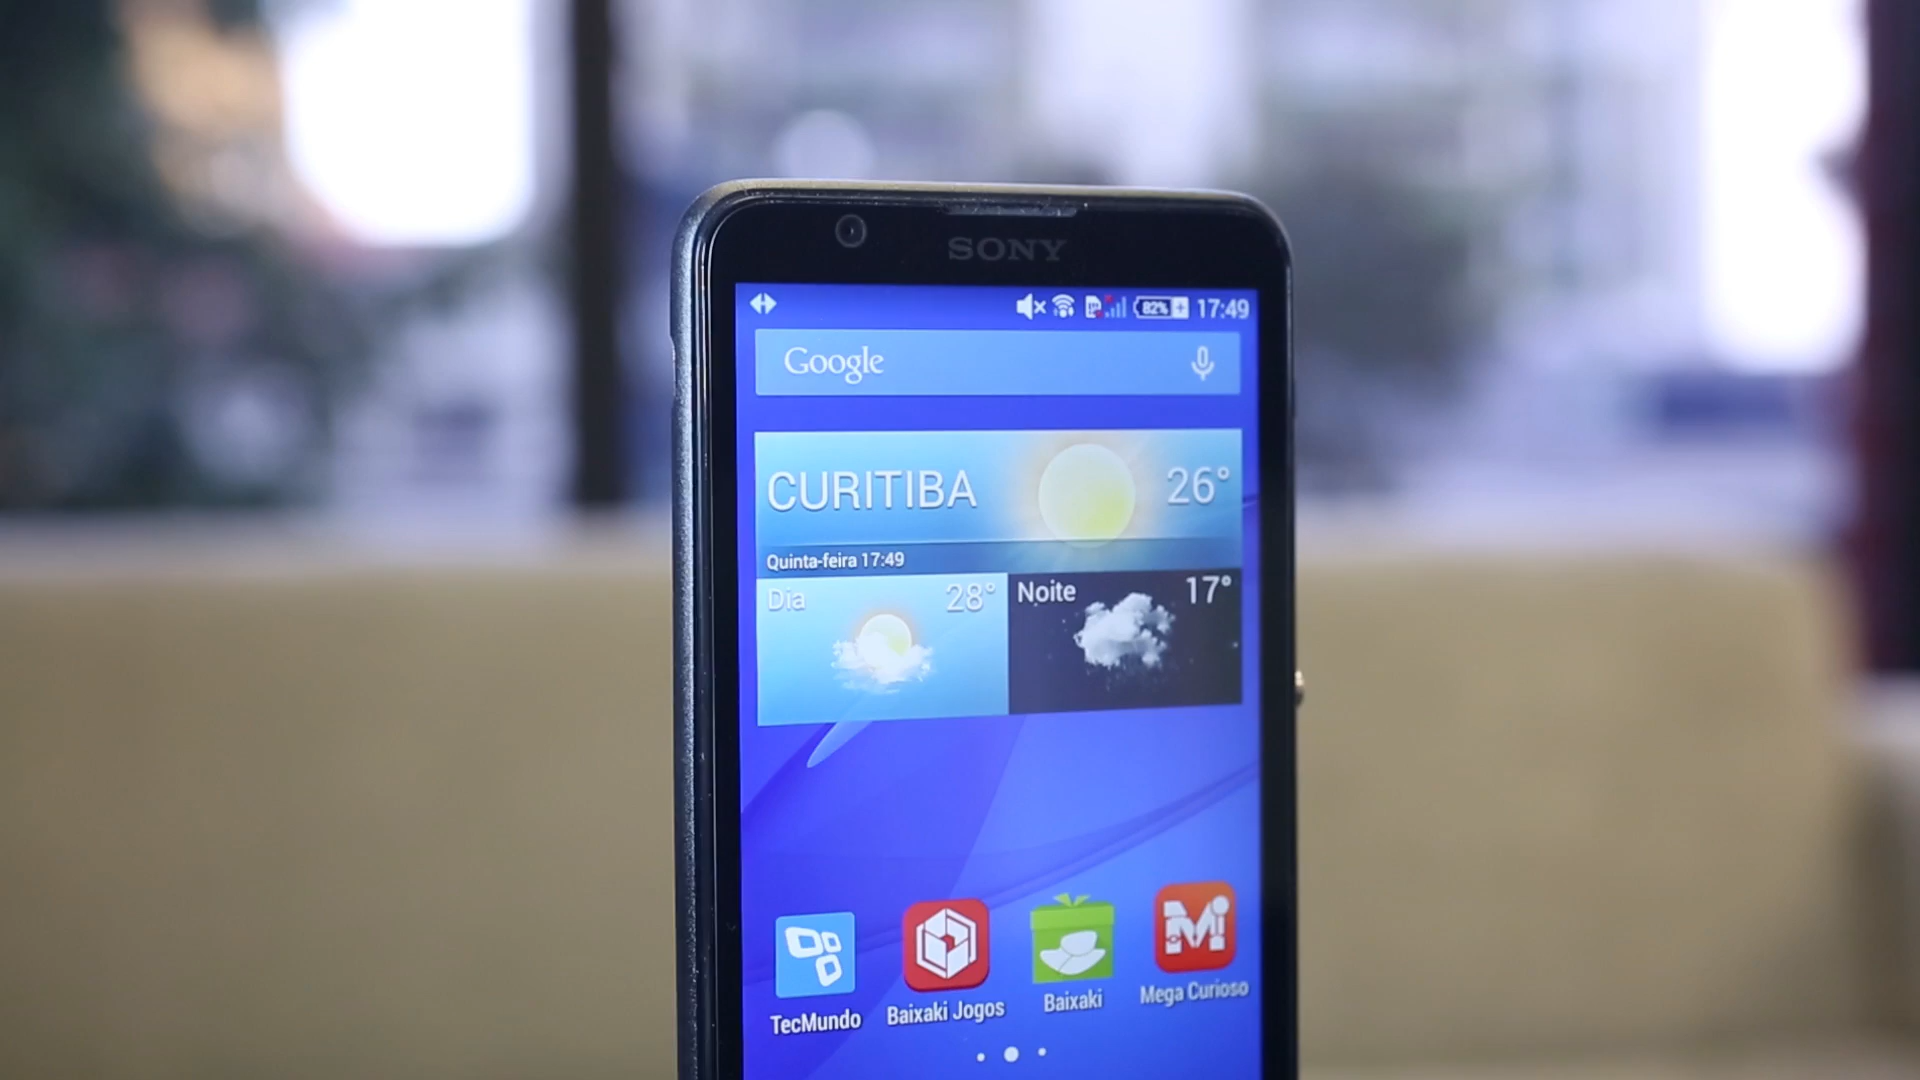 SONY
82% 17:49
Google
CURITIBA 26°
Quinta-feira 17:49
Dia 28° Noite 17°
TecMundo Baixaki Jogos Baixaki Mega Curioso